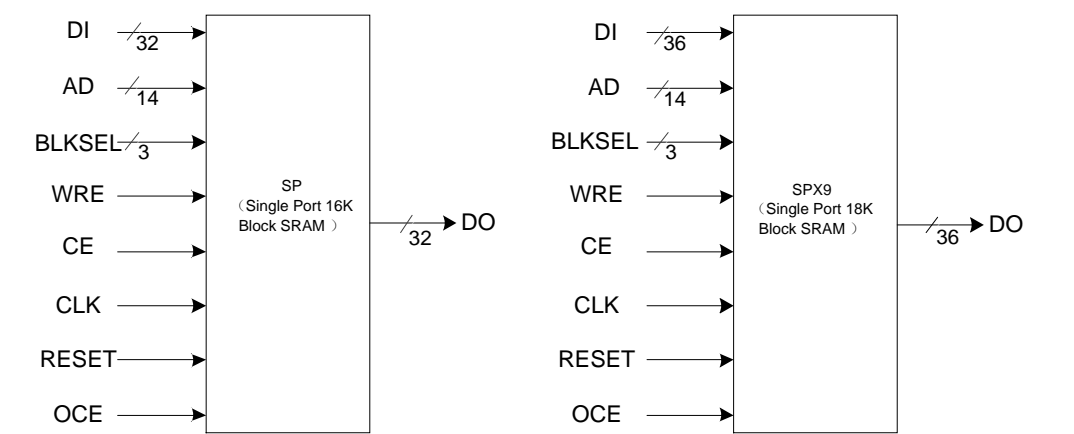 DI
32
AD
14
BLKSEL
3
WRE
CE
CLK
RESET
OCE
SP
（Single Port 16K
Block SRAM ）
32
DO
DI
36
AD
14
BLKSEL
3
WRE
CE
CLK
RESET
OCE
SPX9
（Single Port 18K
Block SRAM ）
36
DO